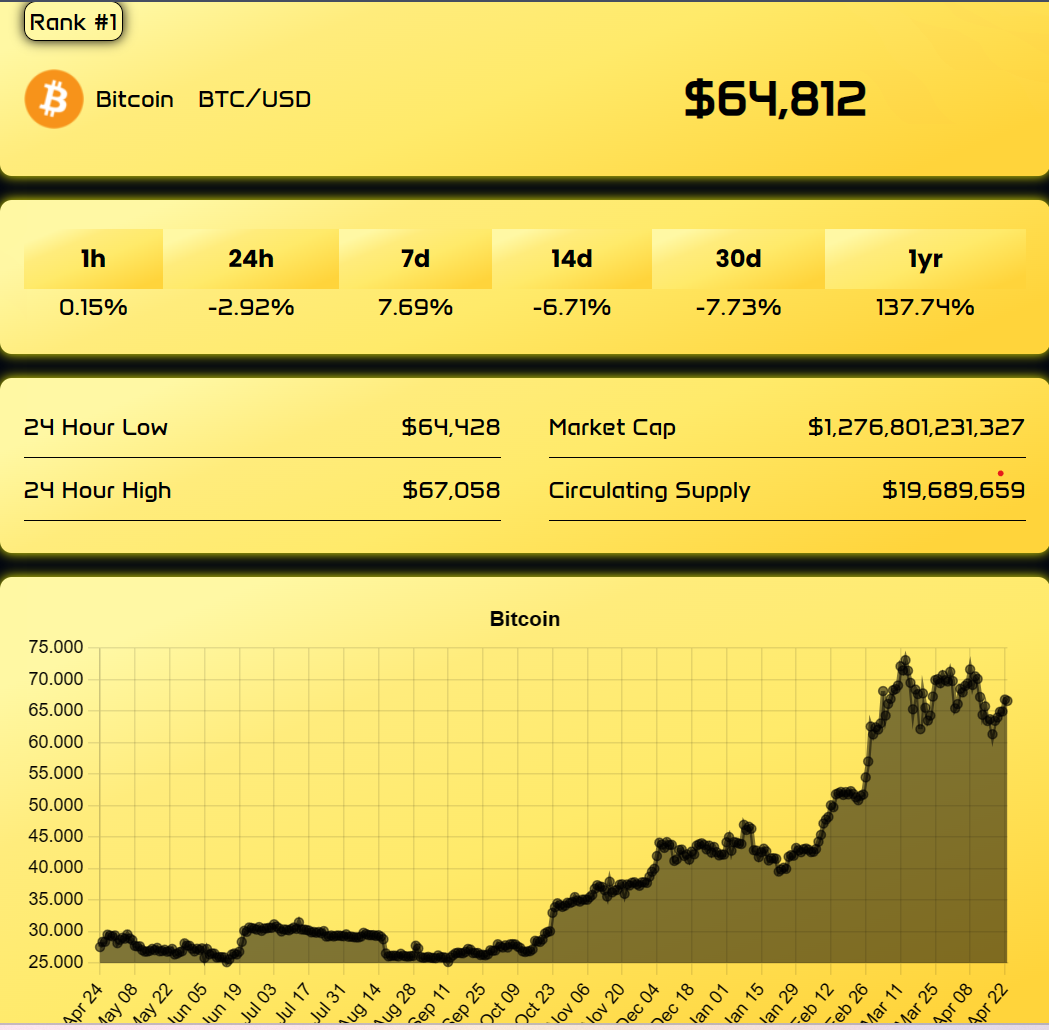 Rank #1
Bitcoin BTC/USD $64,812
1h 24h 7d 14d 30d 1yr
0.15% -2.92% 7.69% -6.71% -7.73% 137.74%
24 Hour Low $64,428 Market Cap $1,276,801,231,327
24 Hour High $67,058 Circulating Supply $19,689,659
Bitcoin
75.000
70.000
65.000
60.000
55.000
50.000
45.000
40.000
35.000
30.000
25.000
Apr 24 May 08 May 22 Jun 05 Jun 19 Jul 03 Jul 17 Jul 31 Aug 14 Aug 28 Sep 11 Sep 25 Oct 09 Oct 23 Nov 06 Nov 20 Dec 04 Dec 18 Jan 01 Jan 15 Jan 29 Feb 12 Feb 26 Mar 11 Mar 25 Apr 08 Apr 22